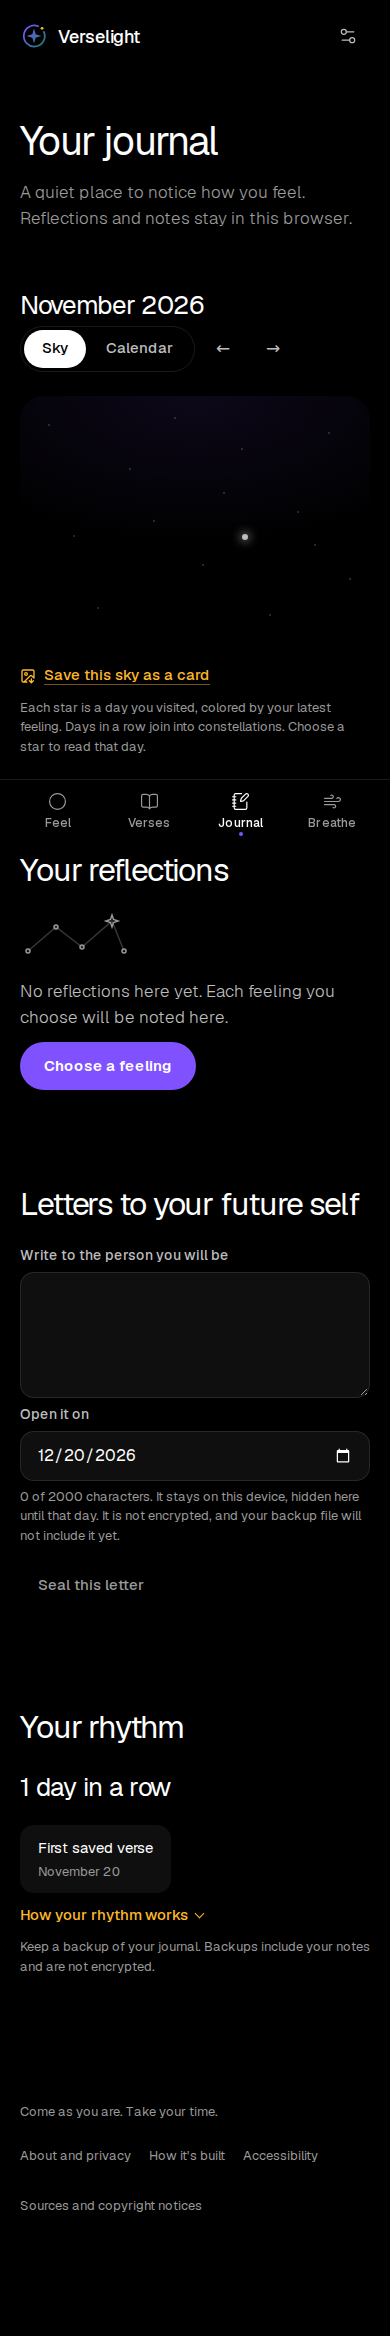 Verselight
Your journal
A quiet place to notice how you feel.
Reflections and notes stay in this browser.
November 2026
Sky
Calendar
← →
Save this sky as a card
Each star is a day you join visited, colored by your latest
feeling. Days in a row join into constellations. Choose a
star to read that day.
Feel
Verses
Journal
Breathe
Your reflections
No reflections here yet. Each feeling you
choose will be noted here.
Choose a feeling
Letters to your future self
Write to the person you will be
Open it on
12/20/2026
0 of 2000 characters. It stays on this device, hidden here
until that day. It is not encrypted, and your backup file will
not include it yet.
Seal this letter
Your rhythm
1 day in a row
First saved verse
November 20
How your rhythm works
Keep a backup of your journal. Backups include your notes
and are not encrypted.
Come as you are. Take your time.
About and privacy
How it's built
Accessibility
Sources and copyright notices